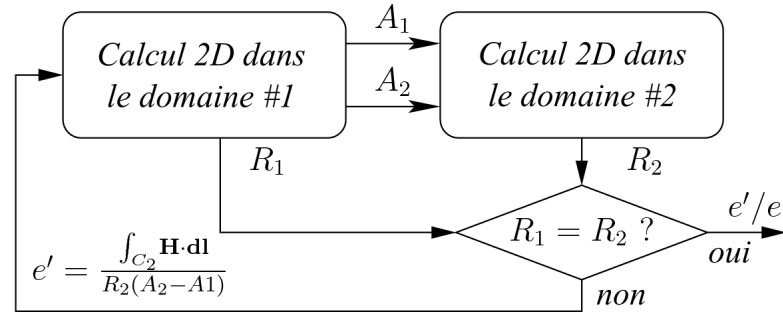 A₁
Calcul 2D dans
le domaine #1
Calcul 2D dans
le domaine #2
A₂
R₁
R₂
R₁ = R₂ ?
e′/e
oui
e′ = ∫_{C₂} H·dl / R₂(A₂−A1)
non